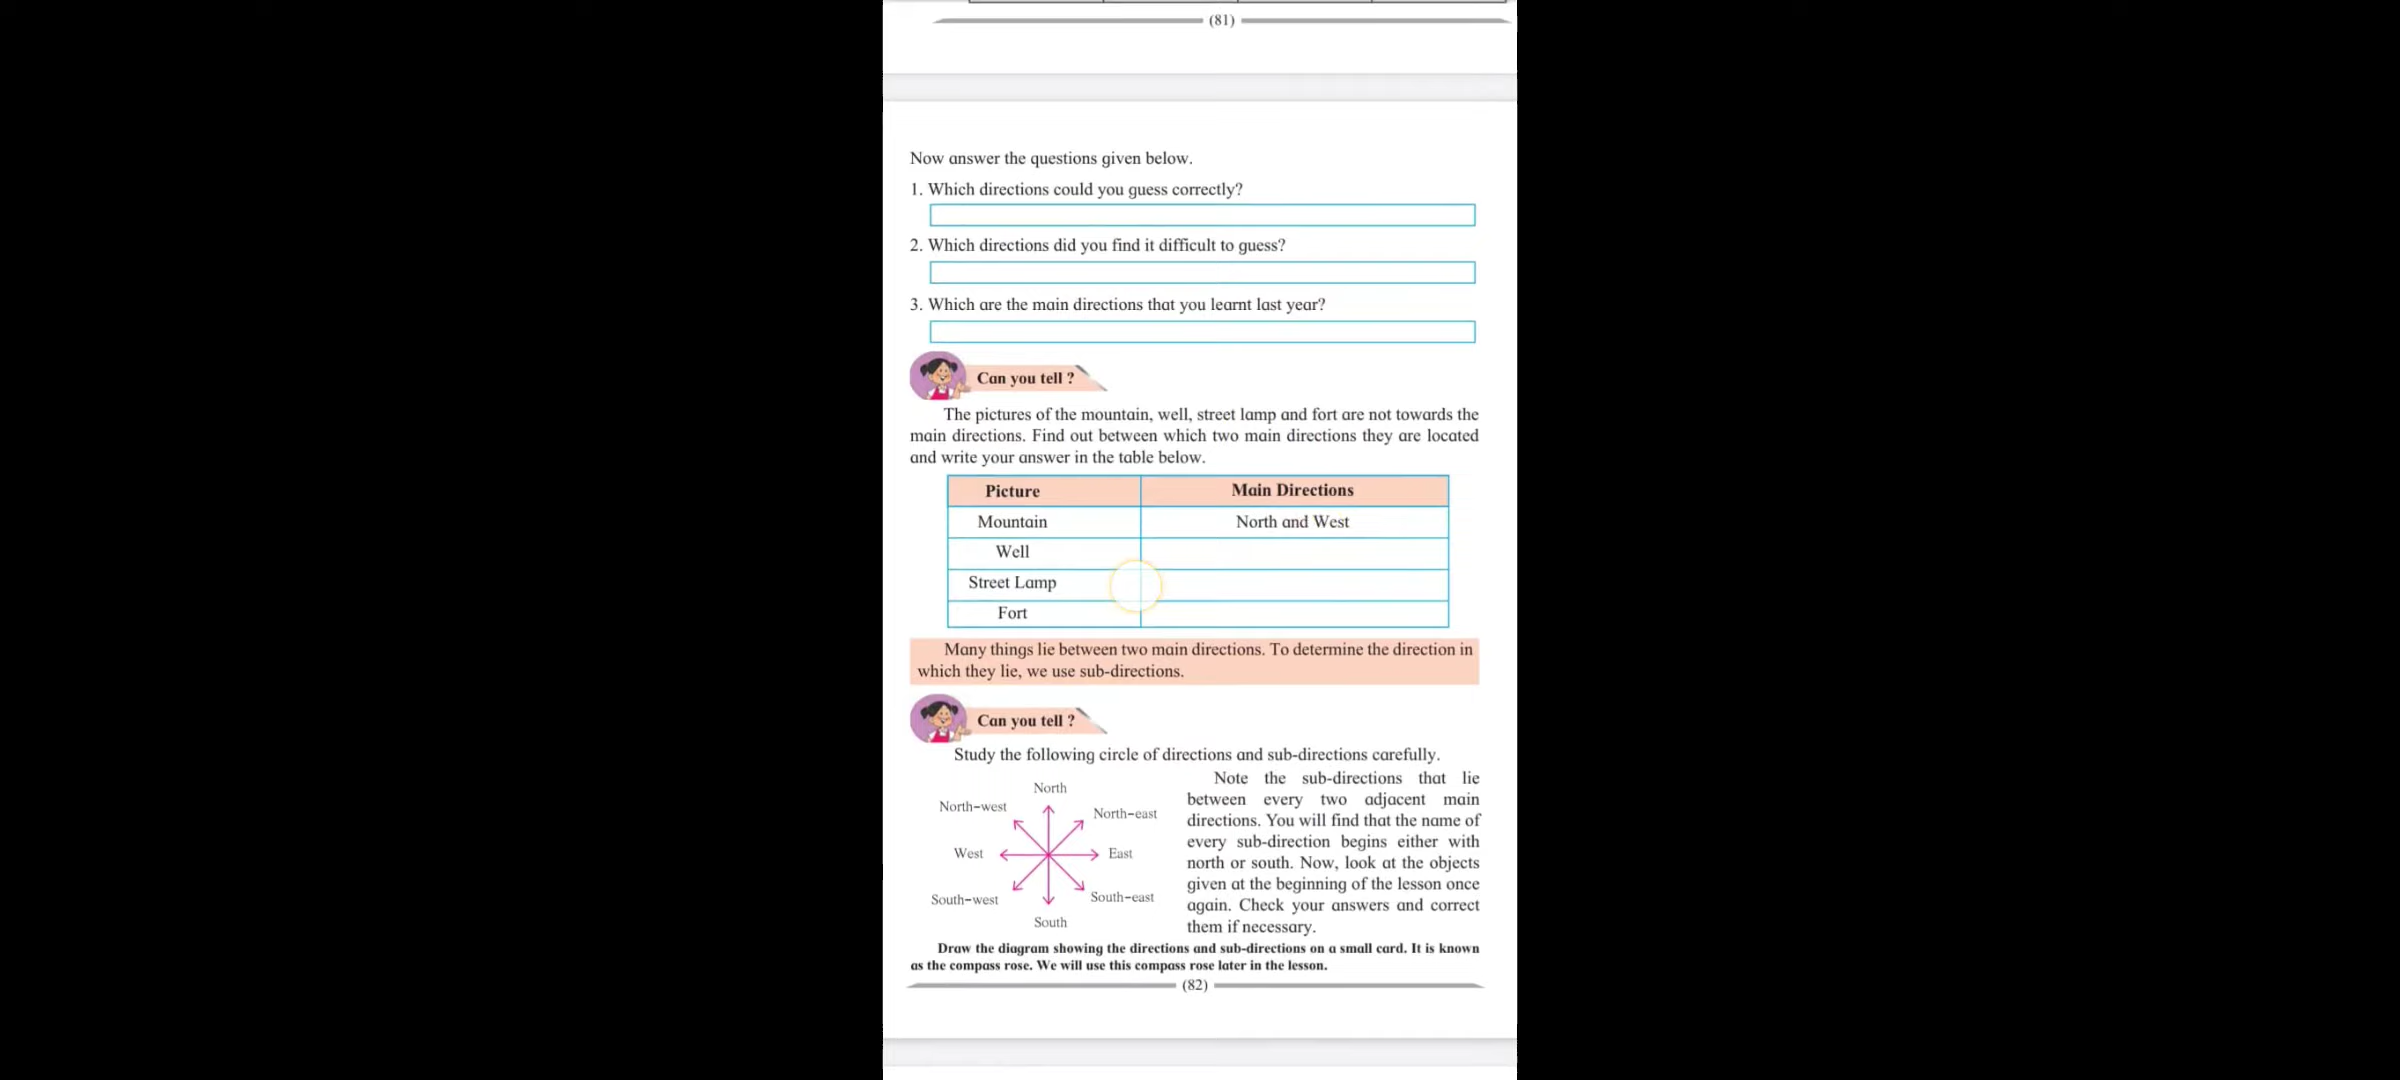 (81)
Now answer the questions given below.
1. Which directions could you guess correctly?
2. Which directions did you find it difficult to guess?
3. Which are the main directions that you learnt last year?
Can you tell ?
The pictures of the mountain, well, street lamp and fort are not towards the
main directions. Find out between which two main directions they are located
and write your answer in the table below.
Picture Main Directions
Mountain North and West
Well
Street Lamp
Fort
Many things lie between two main directions. To determine the direction in
which they lie, we use sub-directions.
Can you tell ?
Study the following circle of directions and sub-directions carefully.
North
North-west
North-east
West
East
South-west
South-east
South
Note the sub-directions that lie
between every two adjacent main
directions. You will find that the name of
every sub-direction begins either with
north or south. Now, look at the objects
given at the beginning of the lesson once
again. Check your answers and correct
them if necessary.
Draw the diagram showing the directions and sub-directions on a small card. It is known
as the compass rose. We will use this compass rose later in the lesson.
(82)